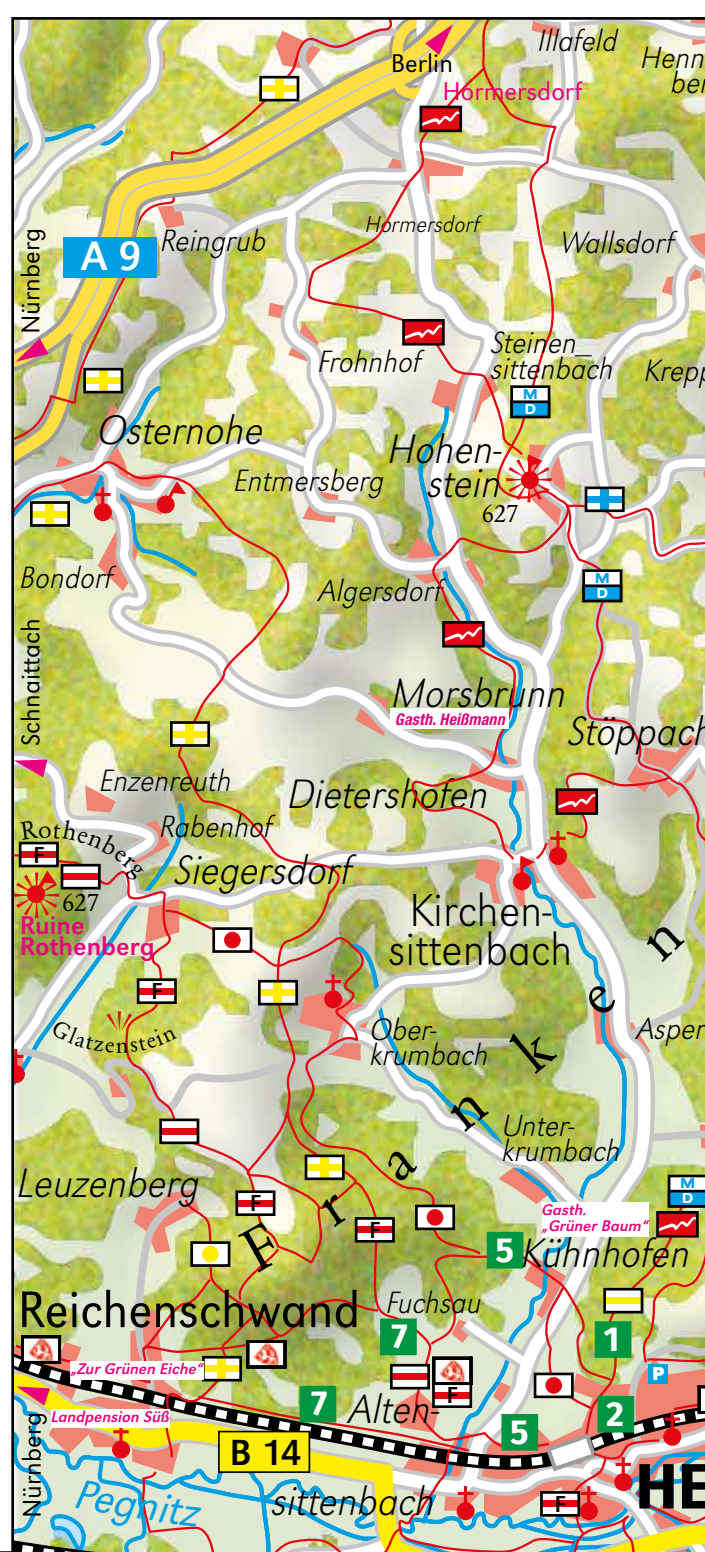 Illafeld
Berlin
Henn
ber
Hormersdorf
Nürnberg
A 9
Reingrub
Hormersdorf
Wallsdorf
Frohnhof
Steinen_
sittenbach
Krepp
M
D
Osternohe
Hohen-
stein
627
Entmersberg
Bondorf
Algersdorf
M
D
Schnaittach
Morsbrunn
Gasth. Heißmann
Stöppach
Enzenreuth
Dietershofen
Rabenhof
Rothenberg
F
627
Siegersdorf
Ruine
Rothenberg
Kirchen-
sittenbach
F
Glatzenstein
Ober-
krumbach
Asper
Franken
Unter-
krumbach
Leuzenberg
M
D
F
F
Gasth.
„Grüner Baum“
5
Kühnhofen
Reichenschwand
Fuchsau
7
1
P
„Zur Grünen Eiche“
F
Landpension Süß
7
Alten-
sittenbach
5
2
B 14
Nürnberg
Pegnitz
F
HE